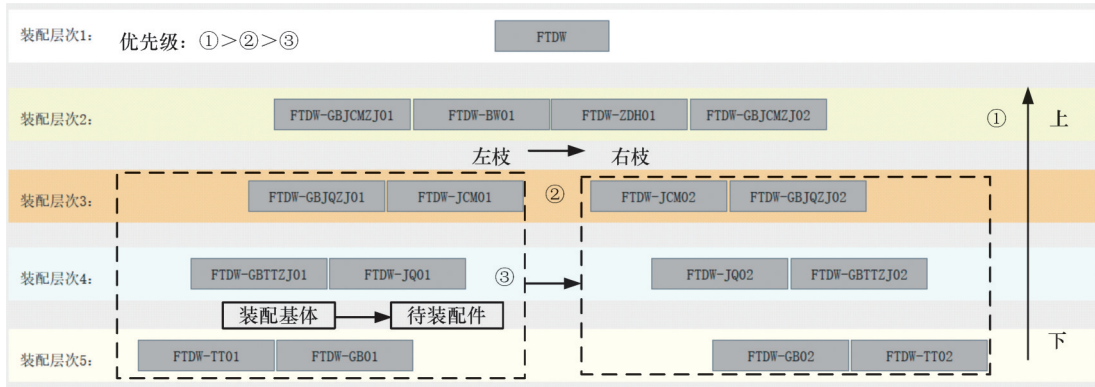 装配层次1： 优先级：①＞②＞③ FTDW
装配层次2： FTDW-GBJCMZJ01 FTDW-BW01 FTDW-ZDH01 FTDW-GBJCMZJ02 ① 上
左枝 右枝
装配层次3： FTDW-GBJQZJ01 FTDW-JCM01 ② FTDW-JCM02 FTDW-GBJQZJ02
装配层次4： FTDW-GBTTZJ01 FTDW-JQ01 ③ FTDW-JQ02 FTDW-GBTTZJ02
装配基体 待装配件
装配层次5： FTDW-TT01 FTDW-GB01 FTDW-GB02 FTDW-TT02 下